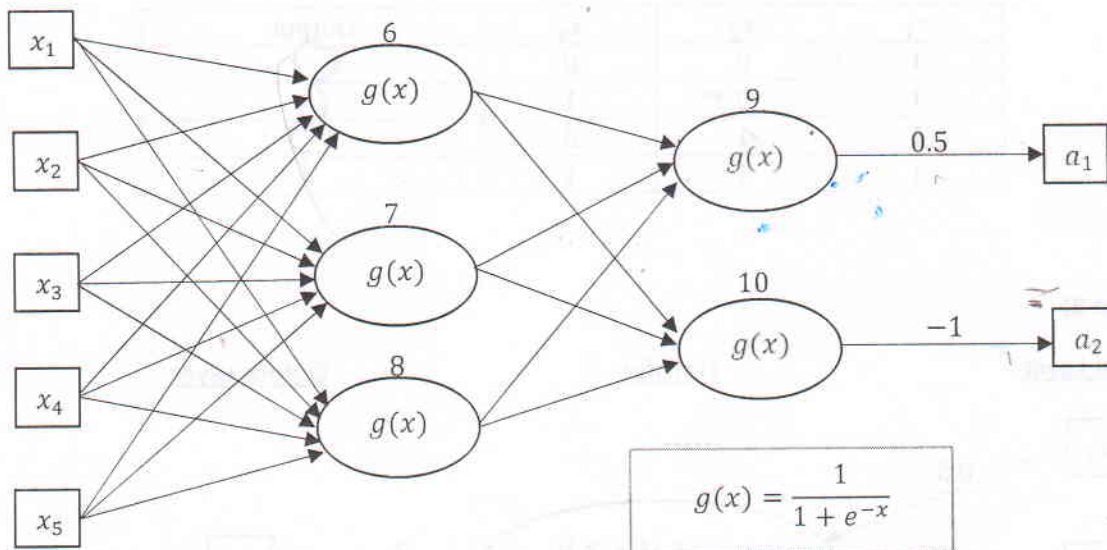 6
x₁
g(x)
9
x₂
g(x)
0.5
a₁
7
x₃
g(x)
10
g(x)
−1
a₂
8
x₄
g(x)
x₅
g(x) = 1 / (1 + e⁻ˣ)